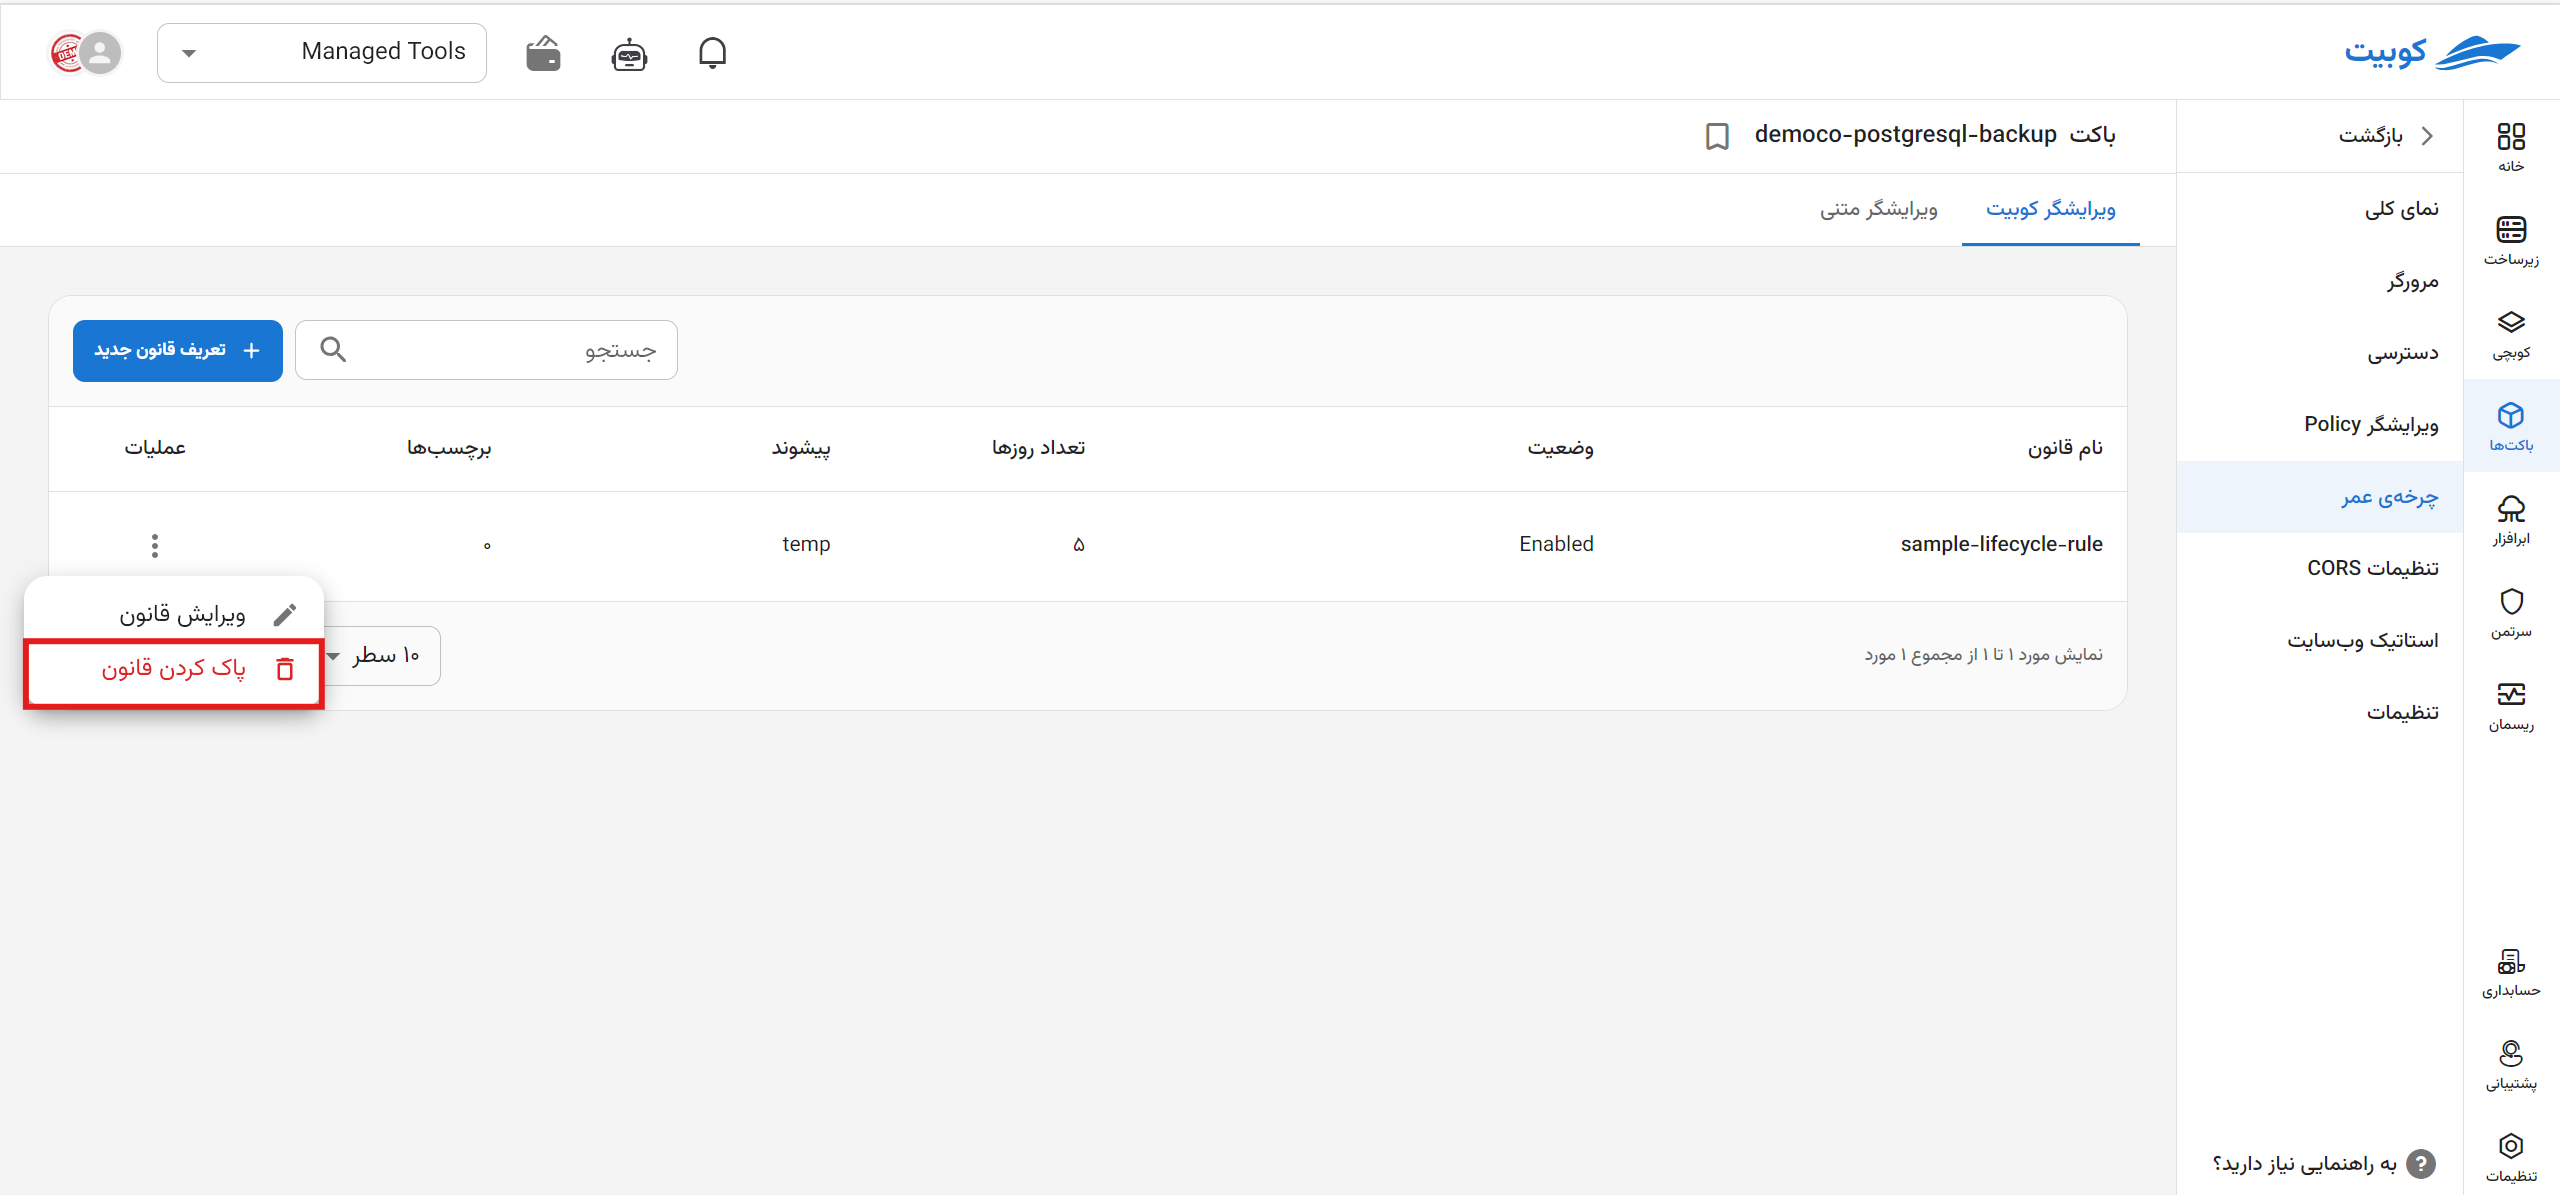 کوبیت
Managed Tools
خانه
زیرساخت
کوبچی
باکت‌ها
ابرافزار
سرتمن
ریسمان
حسابداری
پشتیبانی
تنظیمات
بازگشت
نمای کلی
مرورگر
دسترسی
ویرایشگر Policy
چرخه‌ی عمر
تنظیمات CORS
استاتیک وب‌سایت
تنظیمات
به راهنمایی نیاز دارید؟
باکت democo-postgresql-backup
ویرایشگر کوبیت
ویرایشگر متنی
جستجو
تعریف قانون جدید
نام قانون وضعیت تعداد روزها پیشوند برچسب‌ها عملیات
sample-lifecycle-rule Enabled ۵ temp ۰
ویرایش قانون
پاک کردن قانون
نمایش مورد ۱ تا ۱ از مجموع ۱ مورد
۱۰ سطر